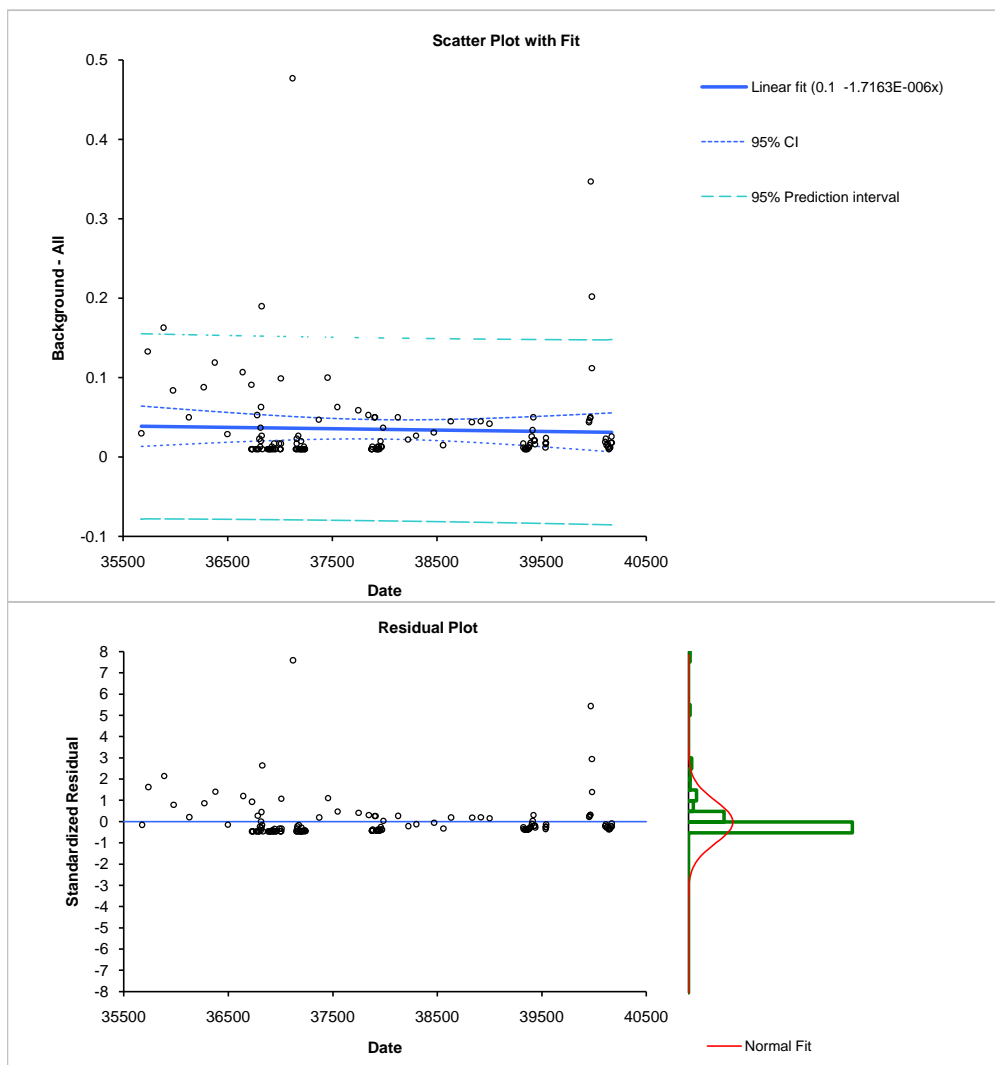 Scatter Plot with Fit
0.5
0.4
0.3
0.2
0.1
0
-0.1
Background - All
35500 36500 37500 38500 39500 40500
Date
Linear fit (0.1 -1.7163E-006x)
95% CI
95% Prediction interval
Residual Plot
8
7
6
5
4
3
2
1
0
-1
-2
-3
-4
-5
-6
-7
-8
Standardized Residual
35500 36500 37500 38500 39500 40500
Date
Normal Fit